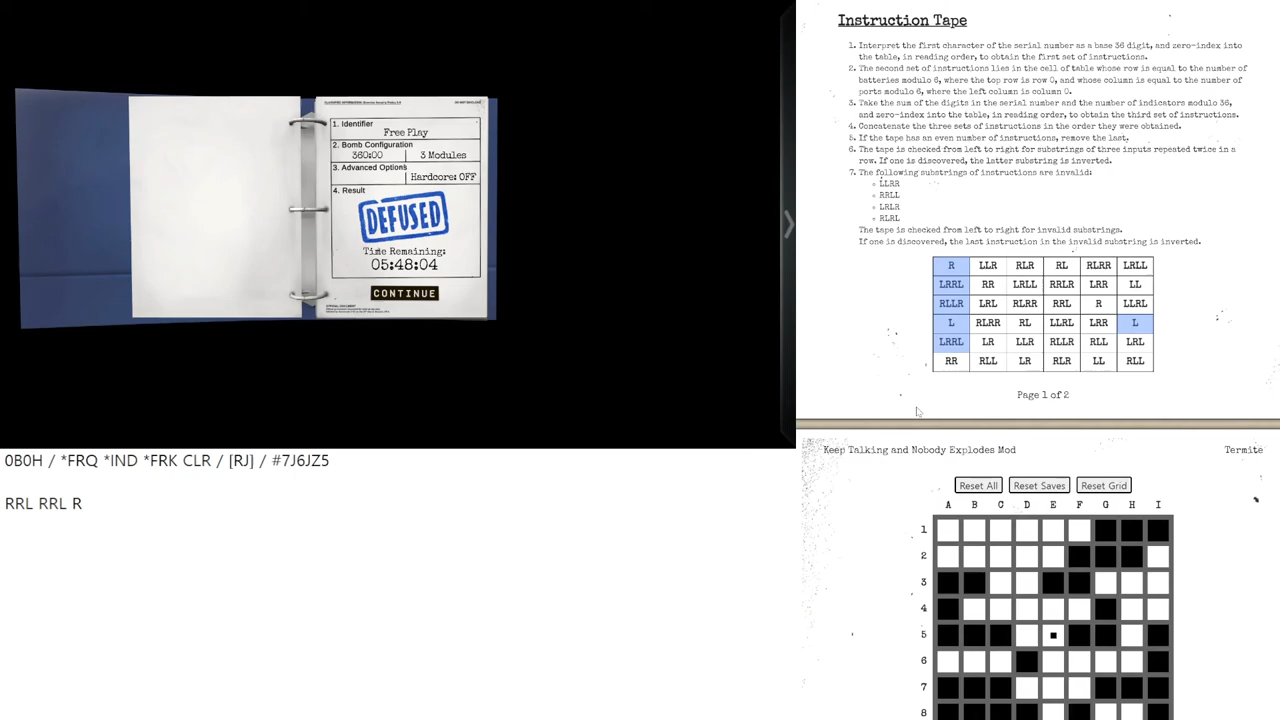 1. Identifier
Free Play
2. Bomb Configuration
360:00
3 Modules
3. Advanced Options
Hardcore: OFF
4. Result
DEFUSED
Time Remaining:
05:48:04
CONTINUE
0B0H / *FRQ *IND *FRK CLR / [RJ] / #7J6JZ5
RRL RRL R
Instruction Tape
1. Interpret the first character of the serial number as a base 36 digit, and zero-index into
the table, in reading order, to obtain the first set of instructions.
2. The second set of instructions lies in the cell of table whose row is equal to the number of
batteries modulo 6, where the top row is row 0, and whose column is equal to the number of
ports modulo 6, where the left column is column 0.
3. Take the sum of the digits in the serial number and the number of indicators modulo 36,
and zero-index into the table, in reading order, to obtain the third set of instructions.
4. Concatenate the three sets of instructions in the order they were obtained.
5. If the tape has an even number of instructions, remove the last.
6. The tape is checked from left to right for substrings of three inputs repeated twice in a
row. If one is discovered, the latter substring is inverted.
7. The following substrings of instructions are invalid:
LLRR
RRLL
LRLR
RLRL
The tape is checked from left to right for invalid substrings.
If one is discovered, the last instruction in the invalid substring is inverted.
R LLR RLR RL RLRR LRLL
LRRL RR LRLL RRLR LRR LL
RLLR LRL RLRR RRL R LLRL
L RLRR RL LLRL LRR L
LRRL LR LLR RLLR RLL LRL
RR RLL LR RLR LL RLL
Page 1 of 2
Keep Talking and Nobody Explodes Mod
Termite
Reset All
Reset Saves
Reset Grid
A B C D E F G H I
1
2
3
4
5
6
7
8